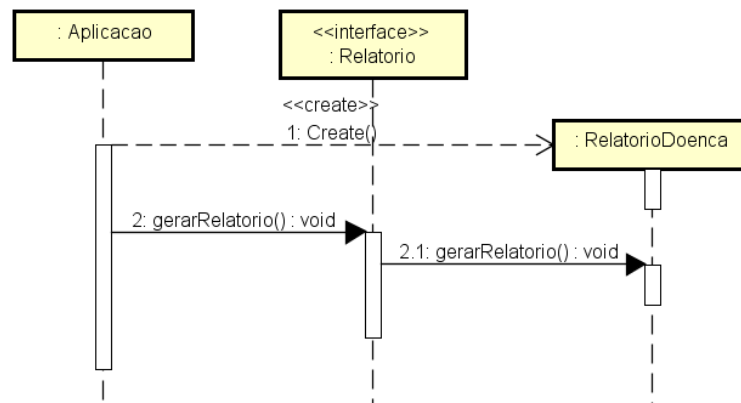 : Aplicacao
<<interface>>
: Relatorio
<<create>>
1: Create()
: RelatorioDoenca
2: gerarRelatorio() : void
2.1: gerarRelatorio() : void